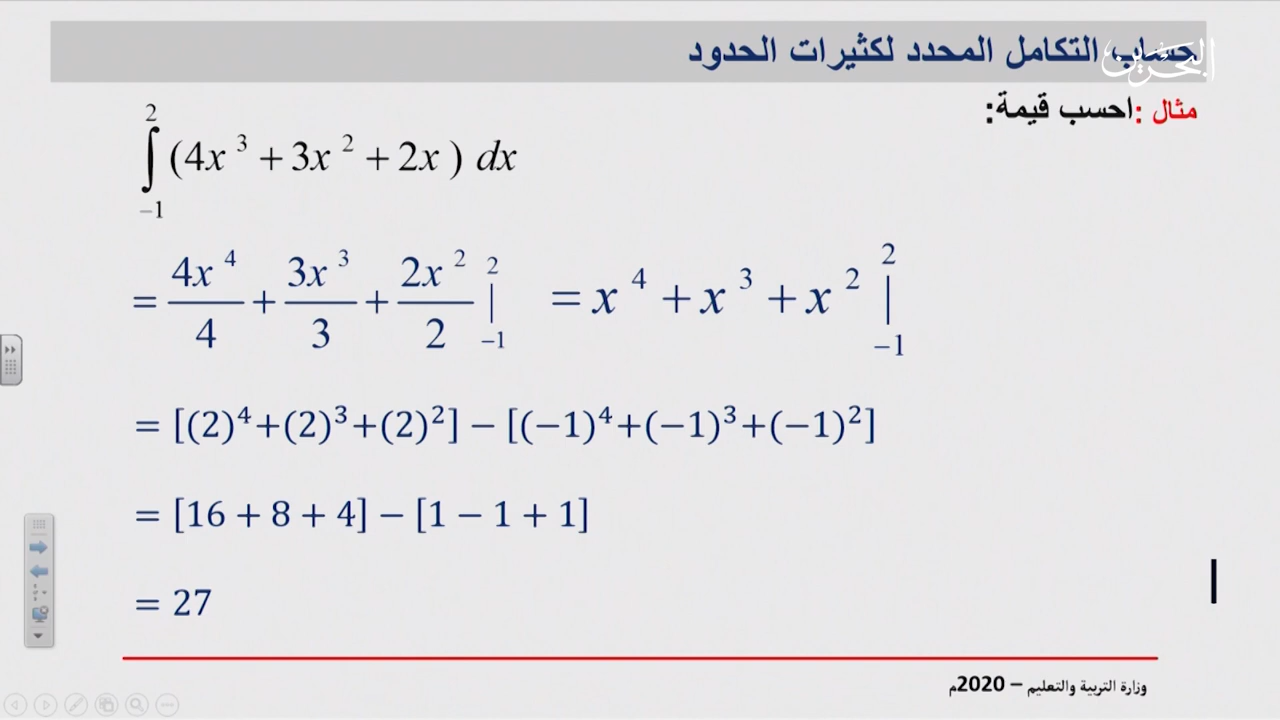 حساب التكامل المحدد لكثيرات الحدود
البحرين
مثال :احسب قيمة:
∫₋₁² (4x³ + 3x² + 2x) dx
= 4x⁴/4 + 3x³/3 + 2x²/2 |₋₁² = x⁴ + x³ + x² |₋₁²
= [(2)⁴+(2)³+(2)²] − [(−1)⁴+(−1)³+(−1)²]
= [16 + 8 + 4] − [1 − 1 + 1]
= 27
وزارة التربية والتعليم – 2020م